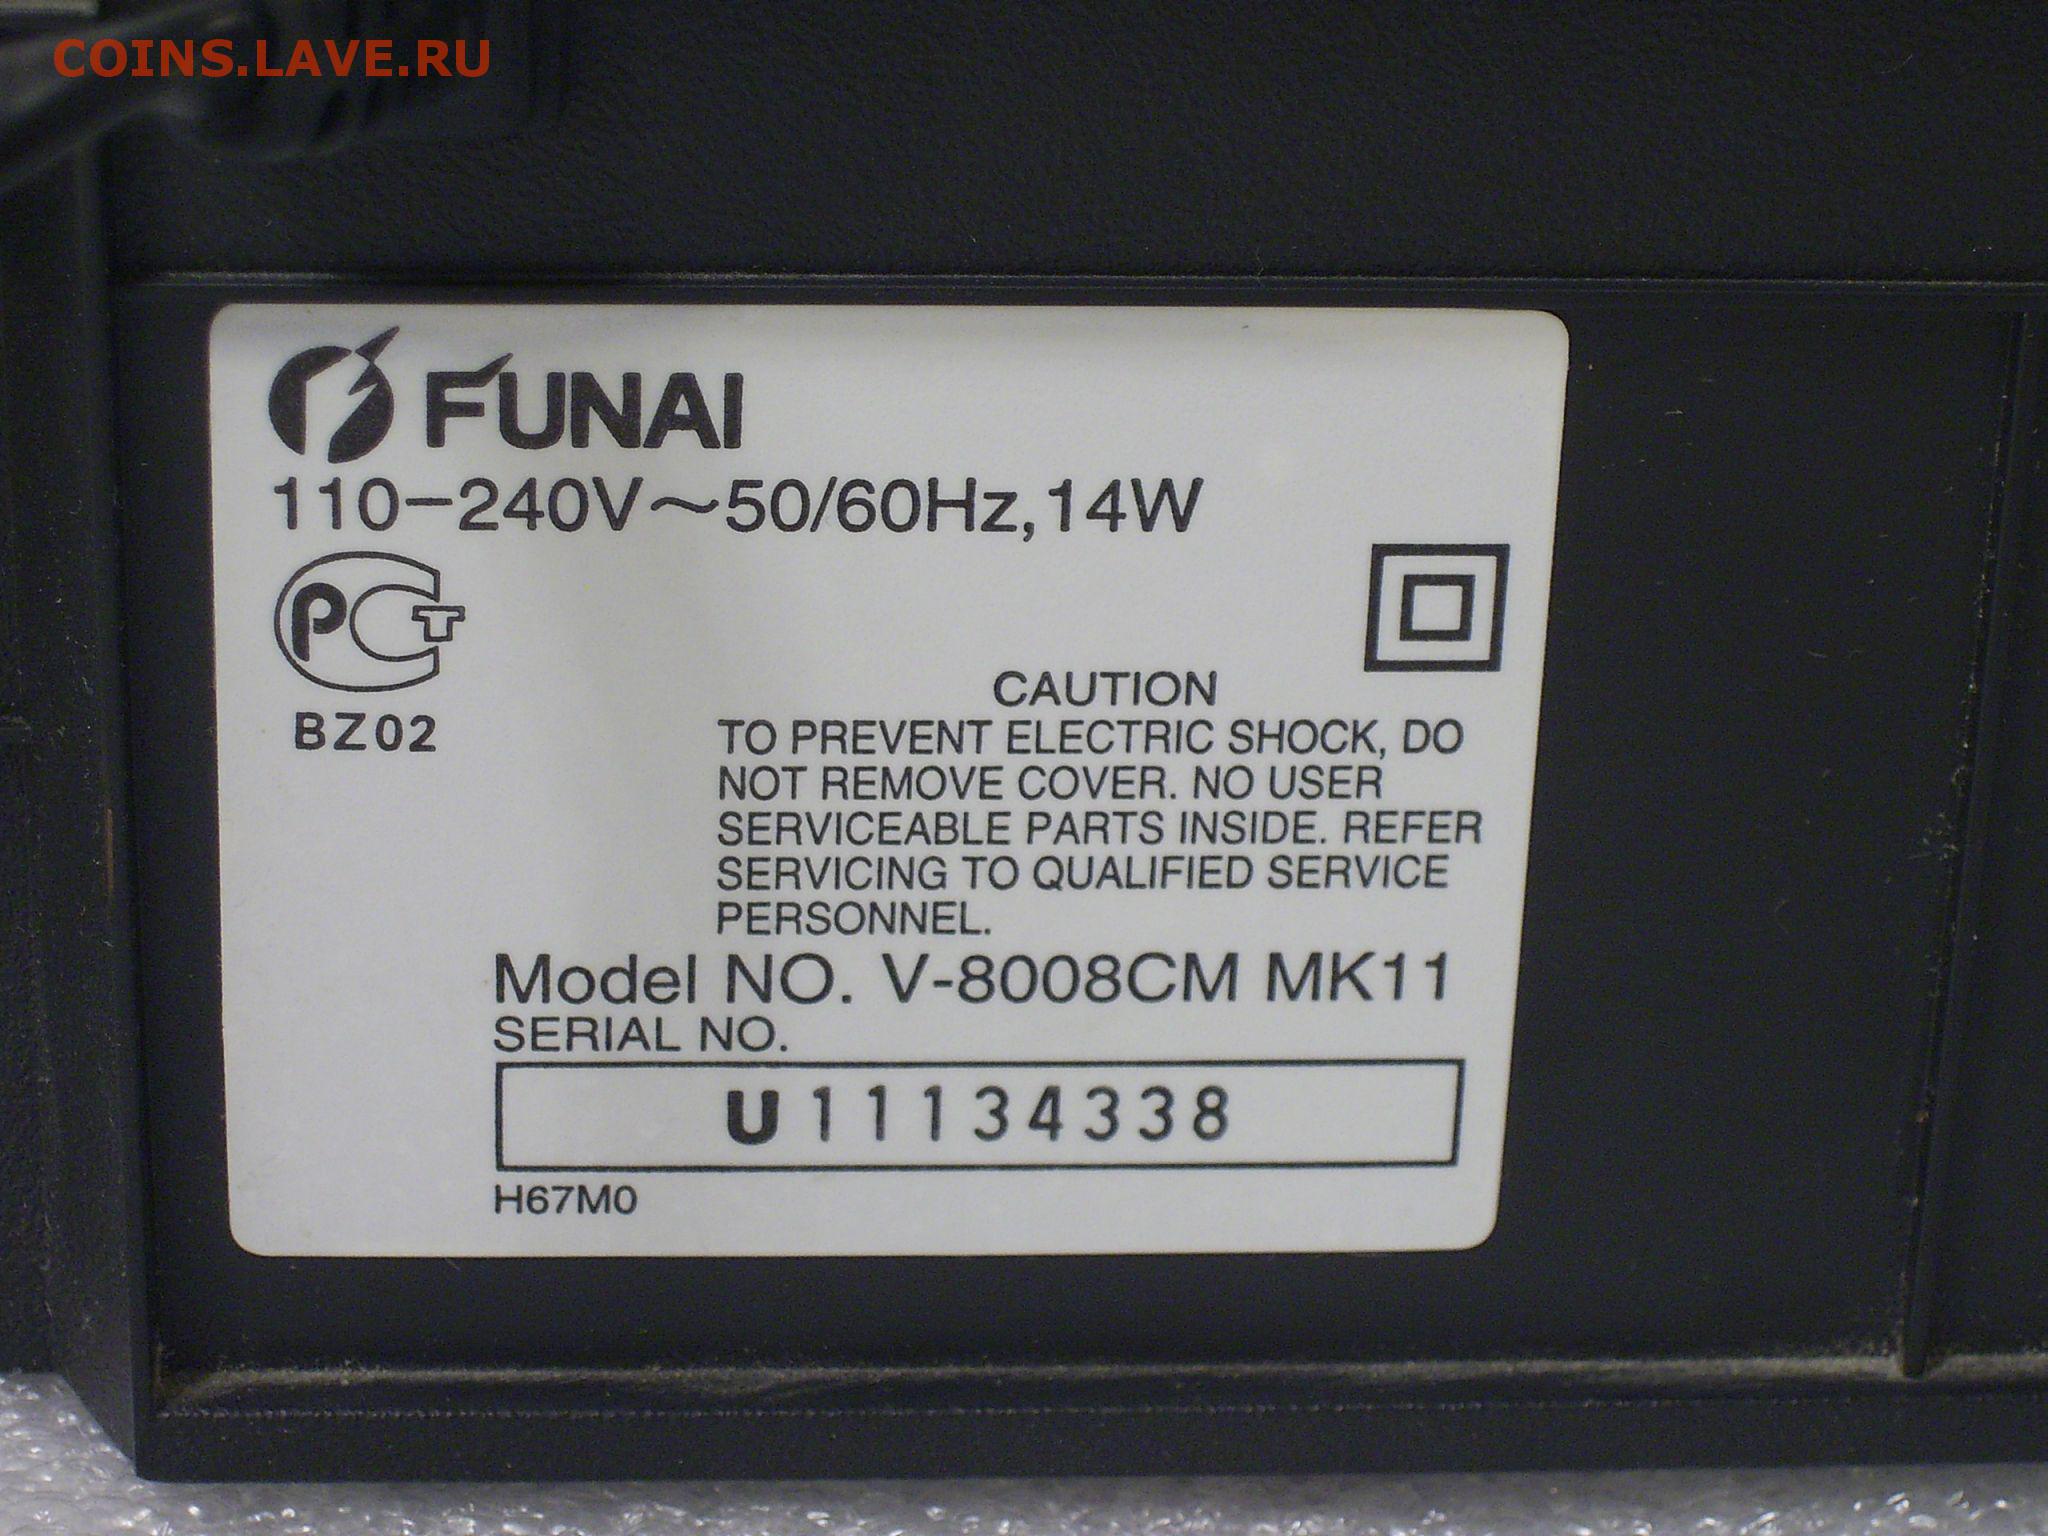 COINS.LAVE.RU
FUNAI
110–240V～50/60Hz, 14W
РСТ
BZ02
CAUTION
TO PREVENT ELECTRIC SHOCK, DO
NOT REMOVE COVER. NO USER
SERVICEABLE PARTS INSIDE. REFER
SERVICING TO QUALIFIED SERVICE
PERSONNEL.
Model NO. V-8008CM MK11
SERIAL NO.
U11134338
H67M0